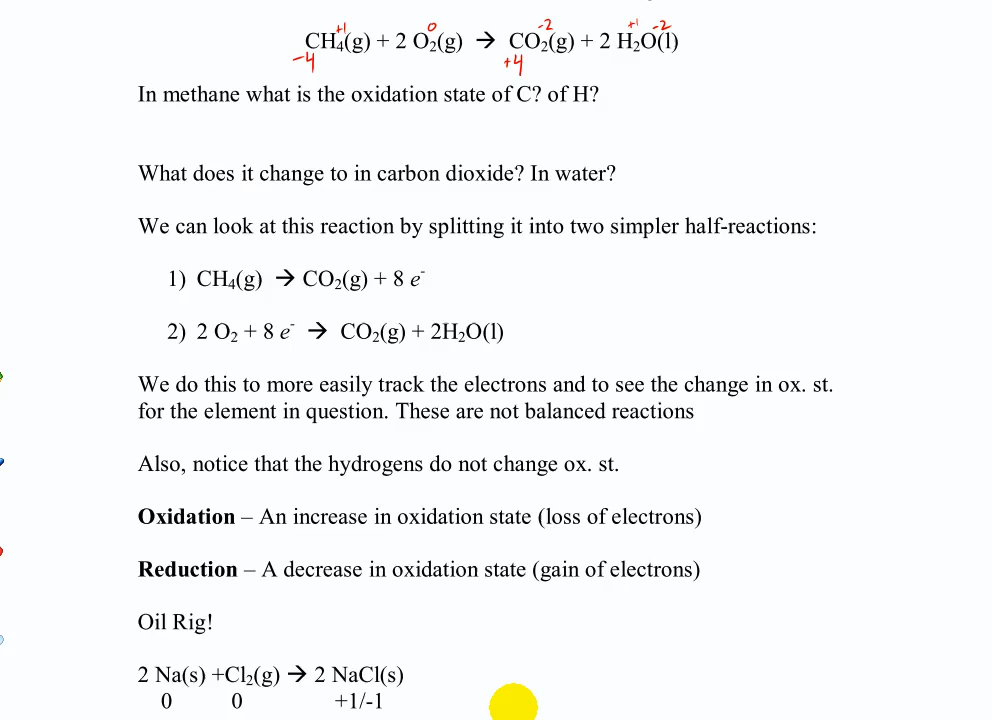 +1 0 -2 +1 -2
CH₄(g) + 2 O₂(g) → CO₂(g) + 2 H₂O(l)
-4 +4
In methane what is the oxidation state of C? of H?
What does it change to in carbon dioxide? In water?
We can look at this reaction by splitting it into two simpler half-reactions:
1) CH₄(g) → CO₂(g) + 8 e⁻
2) 2 O₂ + 8 e⁻ → CO₂(g) + 2H₂O(l)
We do this to more easily track the electrons and to see the change in ox. st.
for the element in question. These are not balanced reactions
Also, notice that the hydrogens do not change ox. st.
Oxidation – An increase in oxidation state (loss of electrons)
Reduction – A decrease in oxidation state (gain of electrons)
Oil Rig!
2 Na(s) +Cl₂(g) → 2 NaCl(s)
0 0 +1/-1